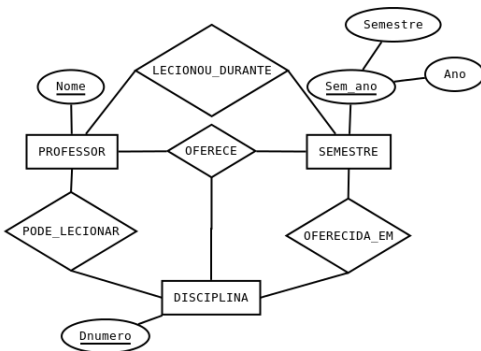 Semestre
LECIONOU_DURANTE
Ano
Nome
Sem_ano
PROFESSOR
OFERECE
SEMESTRE
PODE_LECIONAR
OFERECIDA_EM
DISCIPLINA
Dnumero